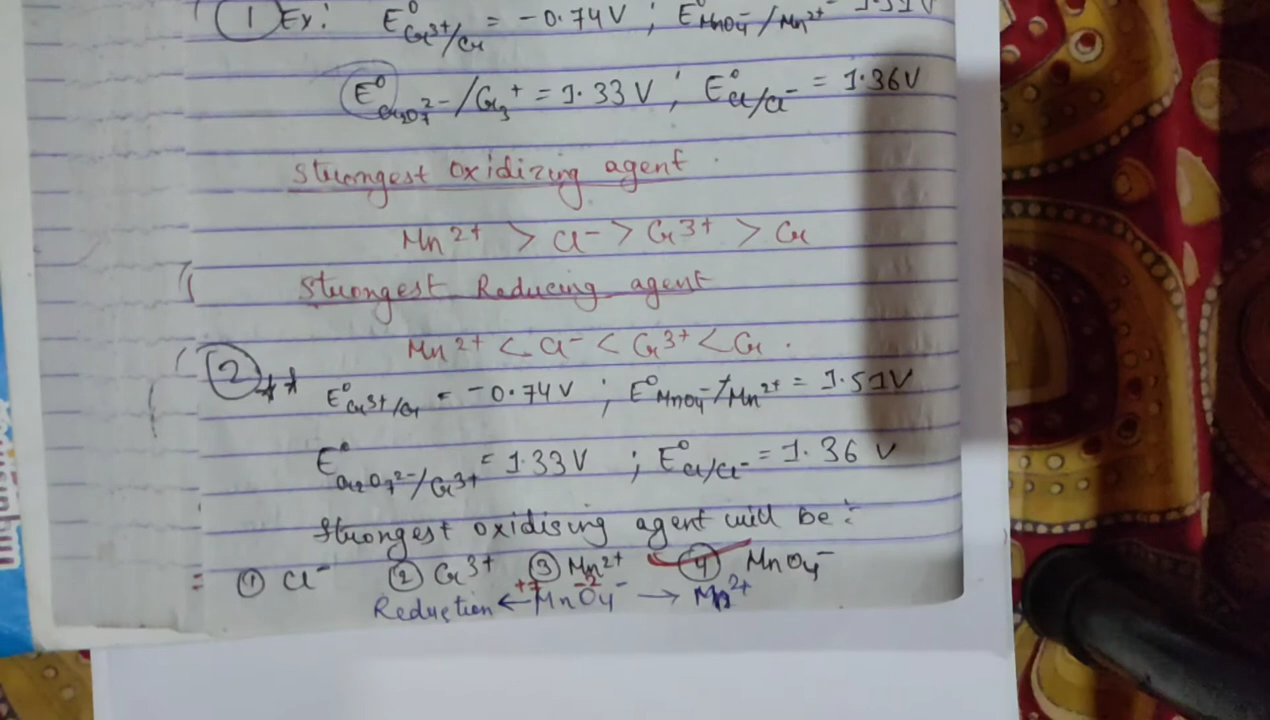 ① Ex: E°Cr³⁺/Cr = -0.74V ; E°MnO₄⁻/Mn²⁺ 1.51V
E°Cr₂O₇²⁻/Cr₃⁺ = 1.33V ; E°Cl/Cl⁻ = 1.36V
Strongest Oxidizing agent.
Mn²⁺ > Cl⁻ > Cr³⁺ > Cr
Strongest Reducing agent
Mn²⁺ < Cl⁻ < Cr³⁺ < Cr.
② ** E°Cr³⁺/Cr = -0.74V ; E°MnO₄⁻/Mn²⁺ = 1.51V
E°Cr₂O₇²⁻/Cr³⁺ = 1.33V ; E°Cl/Cl⁻ = 1.36 V
Strongest oxidising agent will be:
= ① Cl⁻ ② Cr³⁺ ③ Mn²⁺ ④ MnO₄⁻
+7 -2
Reduction ← MnO₄⁻ → Mn²⁺